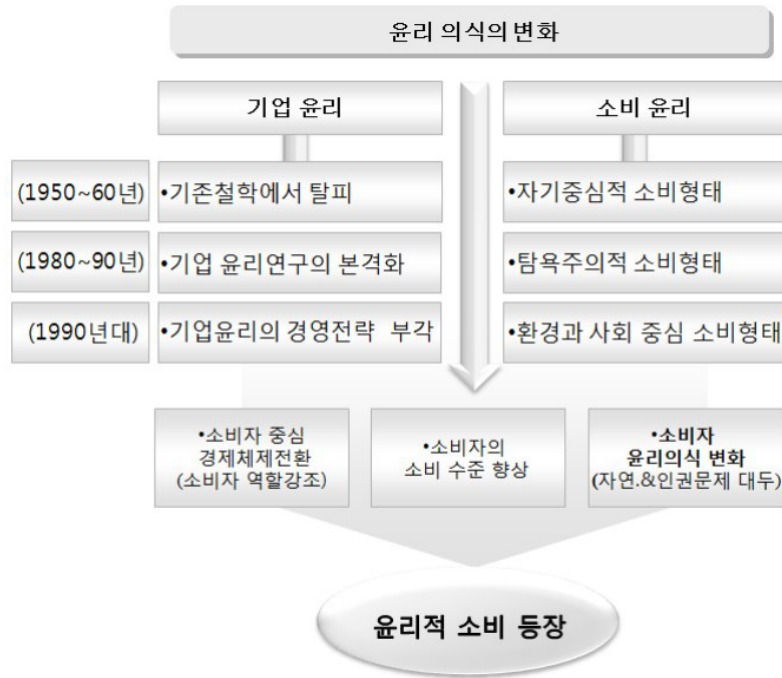 윤리 의식의 변화
기업 윤리
소비 윤리
(1950~60년)
•기존철학에서 탈피
•자기중심적 소비형태
(1980~90년)
•기업 윤리연구의 본격화
•탐욕주의적 소비형태
(1990년대)
•기업윤리의 경영전략 부각
•환경과 사회 중심 소비형태
•소비자 중심
경제체제전환
(소비자 역할강조)
•소비자의
소비 수준 향상
•소비자
윤리의식 변화
(자연.&인권문제 대두)
윤리적 소비 등장